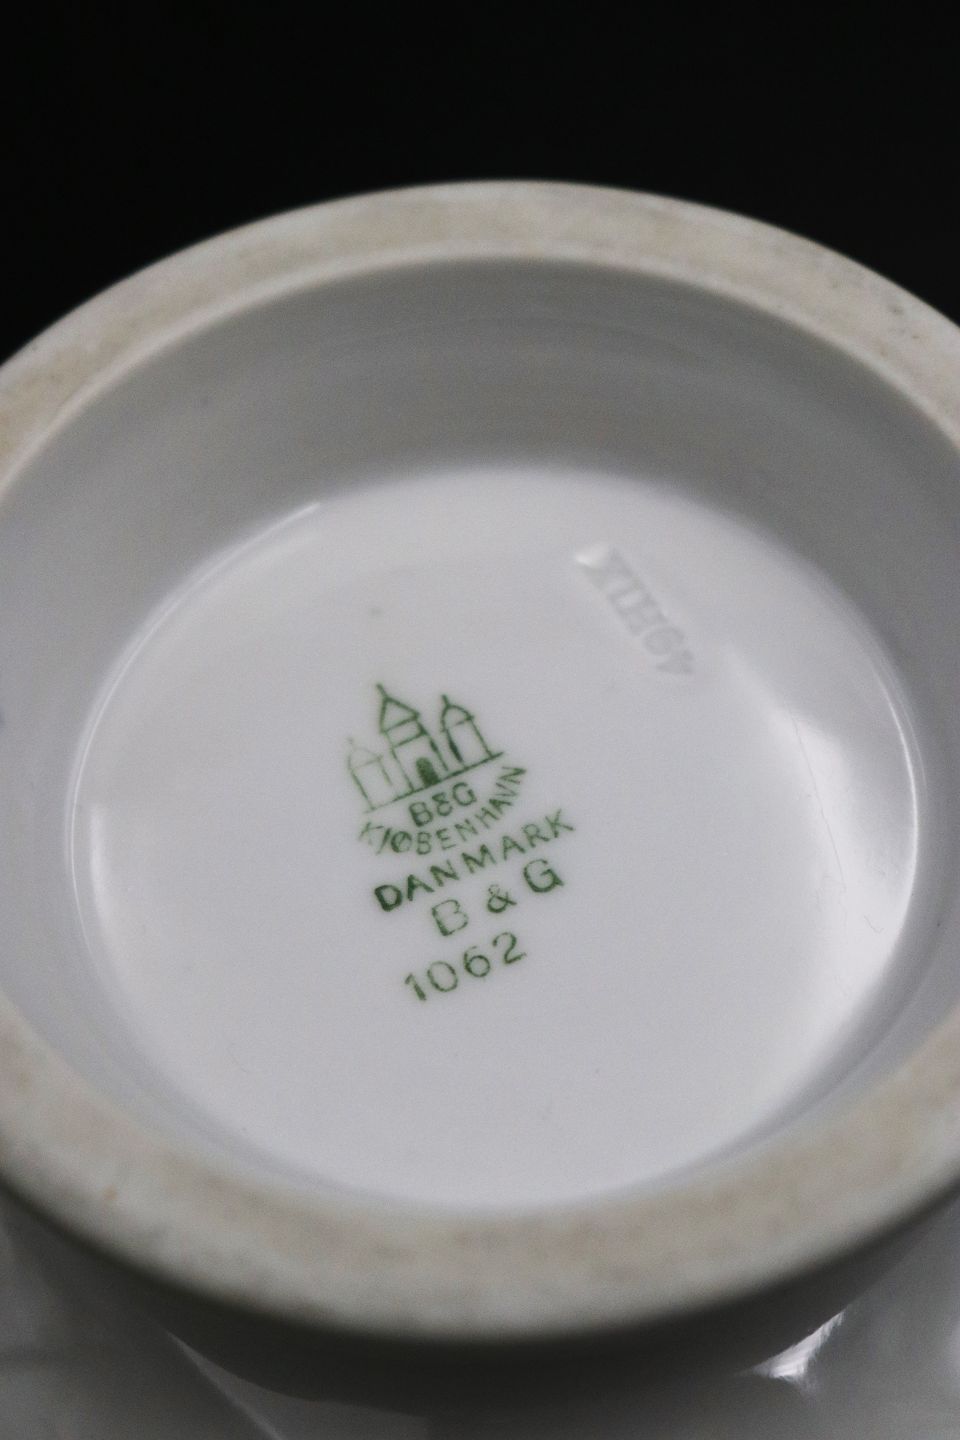 B&G
KJØBENHAVN
DANMARK
B & G
1062